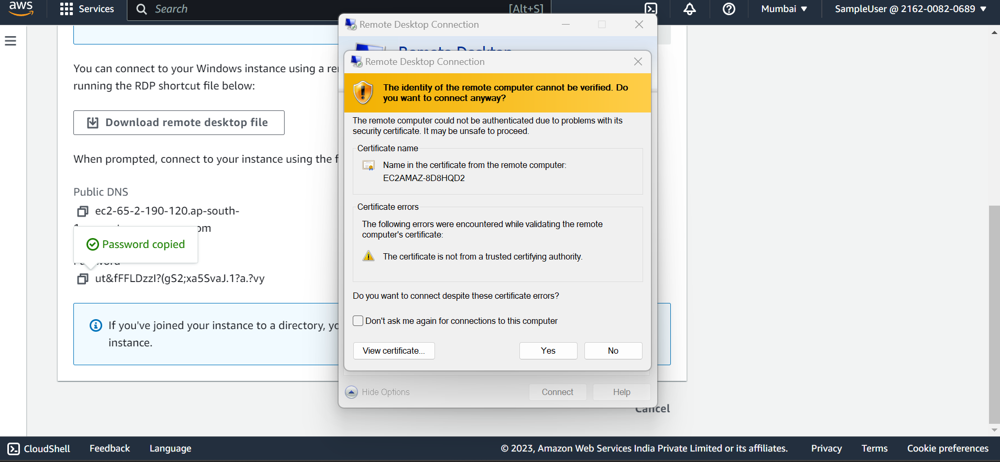 aws
Services
Search
[Alt+S]
Mumbai
SampleUser @ 2162-0082-0689
You can connect to your Windows instance using a
running the RDP shortcut file below:
Download remote desktop file
When prompted, connect to your instance using the
Public DNS
ec2-65-2-190-120.ap-south-
Password copied
ut&fFFLDzzI?(gS2;xa5SvaJ.1?a.?vy
If you've joined your instance to a directory,
instance.
Remote Desktop Connection
Remote Desktop
Remote Desktop Connection
The identity of the remote computer cannot be verified. Do
you want to connect anyway?
The remote computer could not be authenticated due to problems with its
security certificate. It may be unsafe to proceed.
Certificate name
Name in the certificate from the remote computer:
EC2AMAZ-8D8HQD2
Certificate errors
The following errors were encountered while validating the remote
computer's certificate:
The certificate is not from a trusted certifying authority.
Do you want to connect despite these certificate errors?
Don't ask me again for connections to this computer
View certificate...
Yes
No
Hide Options
Connect
Help
Cancel
CloudShell
Feedback
Language
© 2023, Amazon Web Services India Private Limited or its affiliates.
Privacy
Terms
Cookie preferences